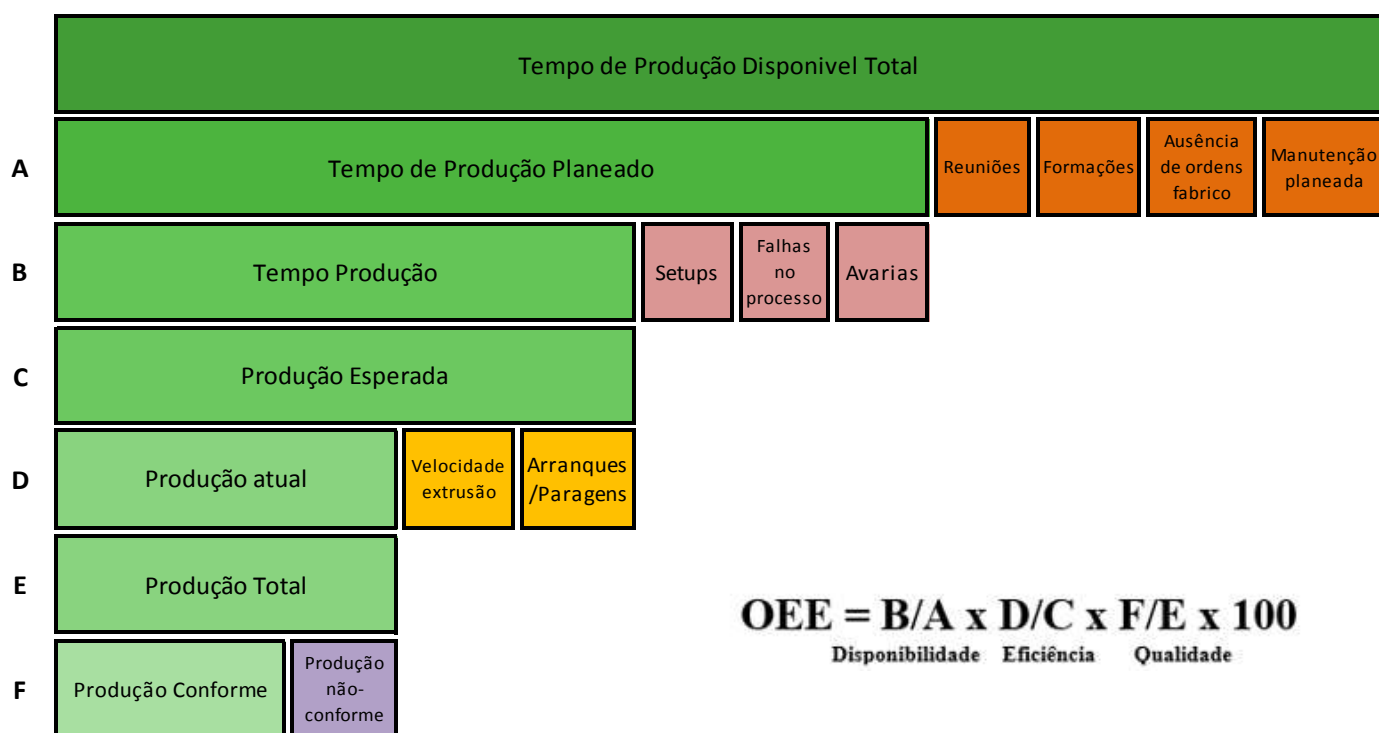 Tempo de Produção Disponivel Total
A
Tempo de Produção Planeado
Reuniões
Formações
Ausência
de ordens
fabrico
Manutenção
planeada
B
Tempo Produção
Setups
Falhas
no
processo
Avarias
C
Produção Esperada
D
Produção atual
Velocidade
extrusão
Arranques
/Paragens
E
Produção Total
OEE = B/A x D/C x F/E x 100
Disponibilidade Eficiência Qualidade
F
Produção Conforme
Produção
não-
conforme